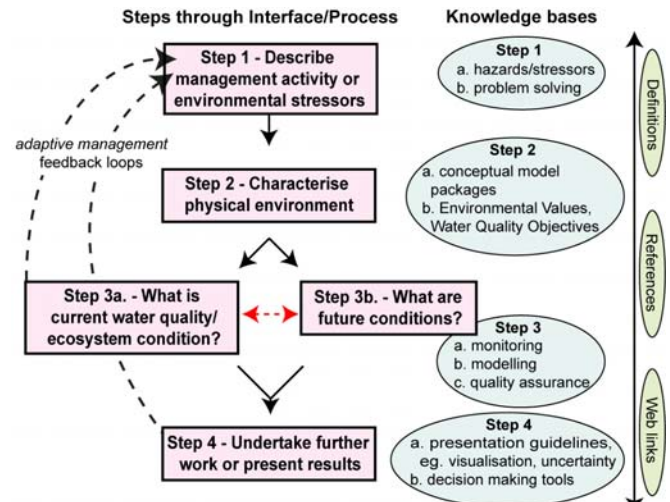 Steps through Interface/Process
Knowledge bases
Step 1 - Describe
management activity or
environmental stressors
Step 1
a. hazards/stressors
b. problem solving
adaptive management
feedback loops
Step 2 - Characterise
physical environment
Step 2
a. conceptual model
packages
b. Environmental Values,
Water Quality Objectives
Step 3a. - What is
current water quality/
ecosystem condition?
Step 3b. - What are
future conditions?
Step 3
a. monitoring
b. modelling
c. quality assurance
Step 4 - Undertake further
work or present results
Step 4
a. presentation guidelines,
eg. visualisation, uncertainty
b. decision making tools
Definitions
References
Web links